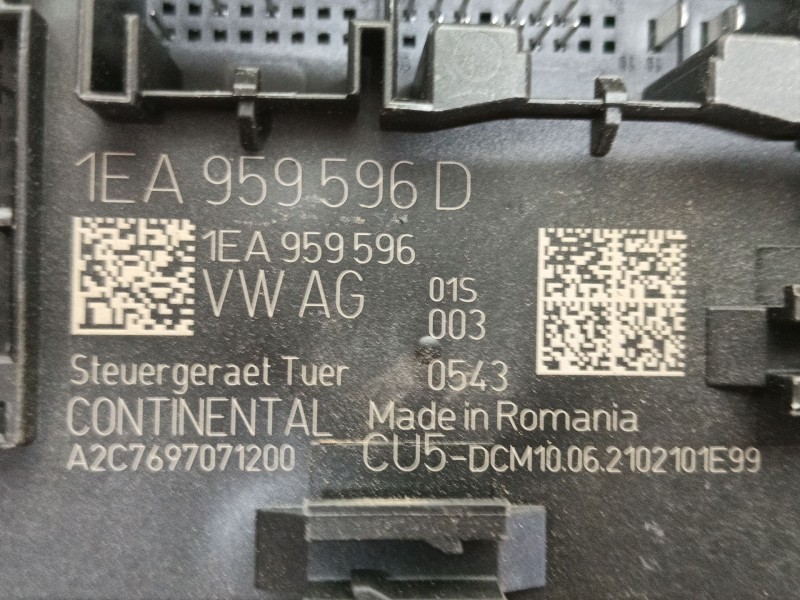 1EA 959 596 D
1EA 959 596
VW AG
01S
003
Steuergeraet Tuer
0543
CONTINENTAL
Made in Romania
A2C7697071200
CU5-DCM10.06.2102101E99